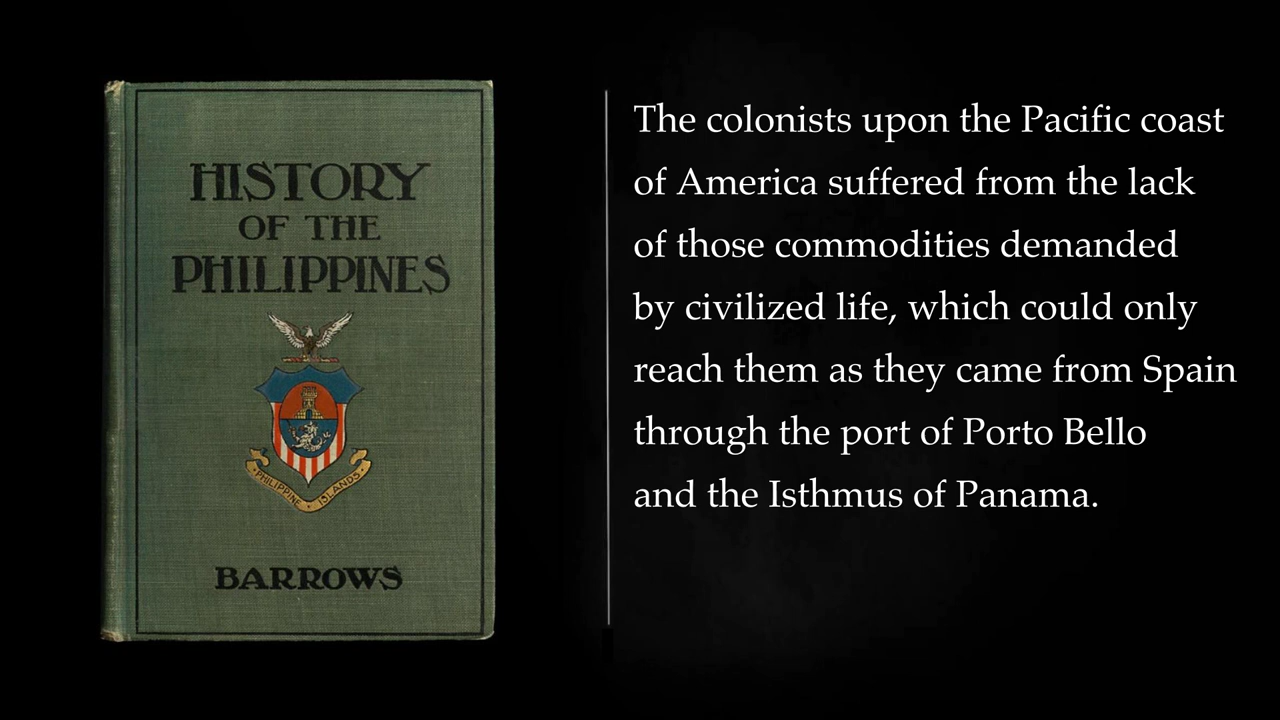 HISTORY
OF THE
PHILIPPINES
PHILIPPINE ISLANDS
BARROWS
The colonists upon the Pacific coast
of America suffered from the lack
of those commodities demanded
by civilized life, which could only
reach them as they came from Spain
through the port of Porto Bello
and the Isthmus of Panama.